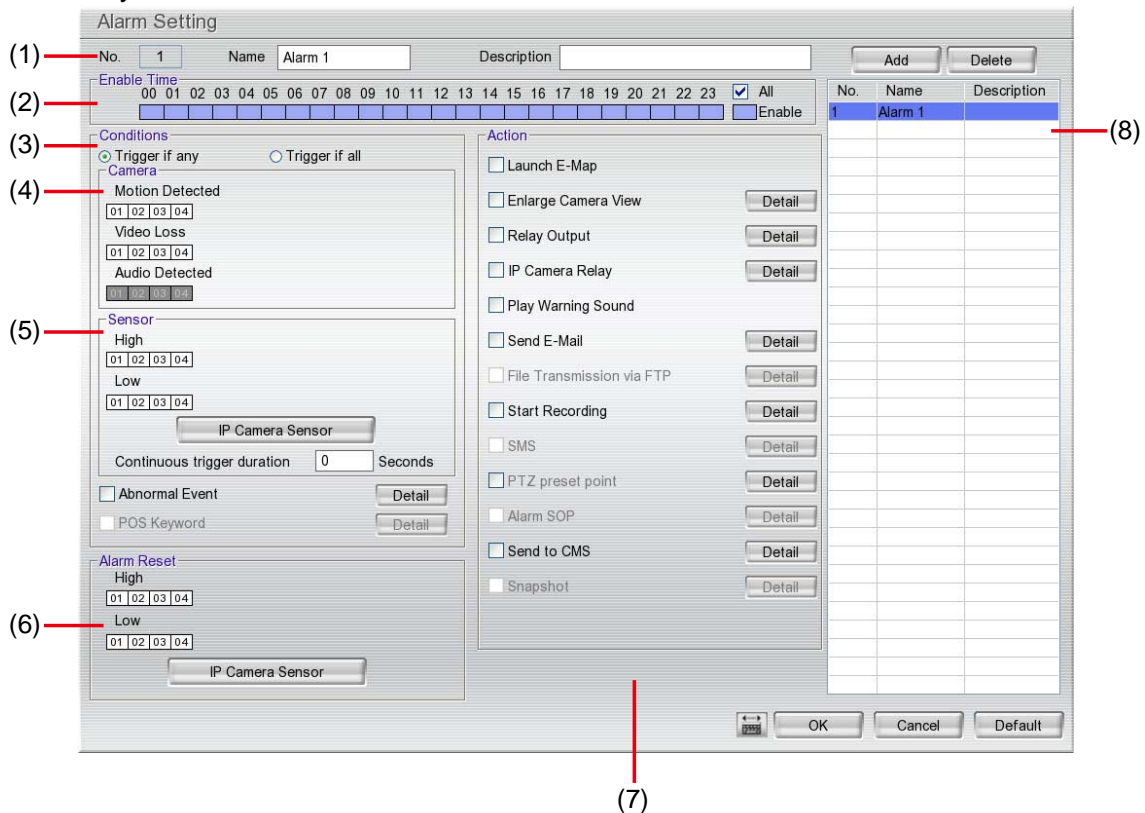 Alarm Setting
(1) No. 1 Name Alarm 1 Description Add Delete
Enable Time
(2) 00 01 02 03 04 05 06 07 08 09 10 11 12 13 14 15 16 17 18 19 20 21 22 23 All
Enable
No. Name Description
1 Alarm 1
(8)
Conditions
(3) Trigger if any Trigger if all
Camera
(4) Motion Detected
01 02 03 04
Video Loss
01 02 03 04
Audio Detected
01 02 03 04
Sensor
(5) High
01 02 03 04
Low
01 02 03 04
IP Camera Sensor
Continuous trigger duration 0 Seconds
Abnormal Event Detail
POS Keyword Detail
Alarm Reset
High
01 02 03 04
(6) Low
01 02 03 04
IP Camera Sensor
Action
Launch E-Map
Enlarge Camera View Detail
Relay Output Detail
IP Camera Relay Detail
Play Warning Sound
Send E-Mail Detail
File Transmission via FTP Detail
Start Recording Detail
SMS Detail
PTZ preset point Detail
Alarm SOP Detail
Send to CMS Detail
Snapshot Detail
OK Cancel Default
(7)